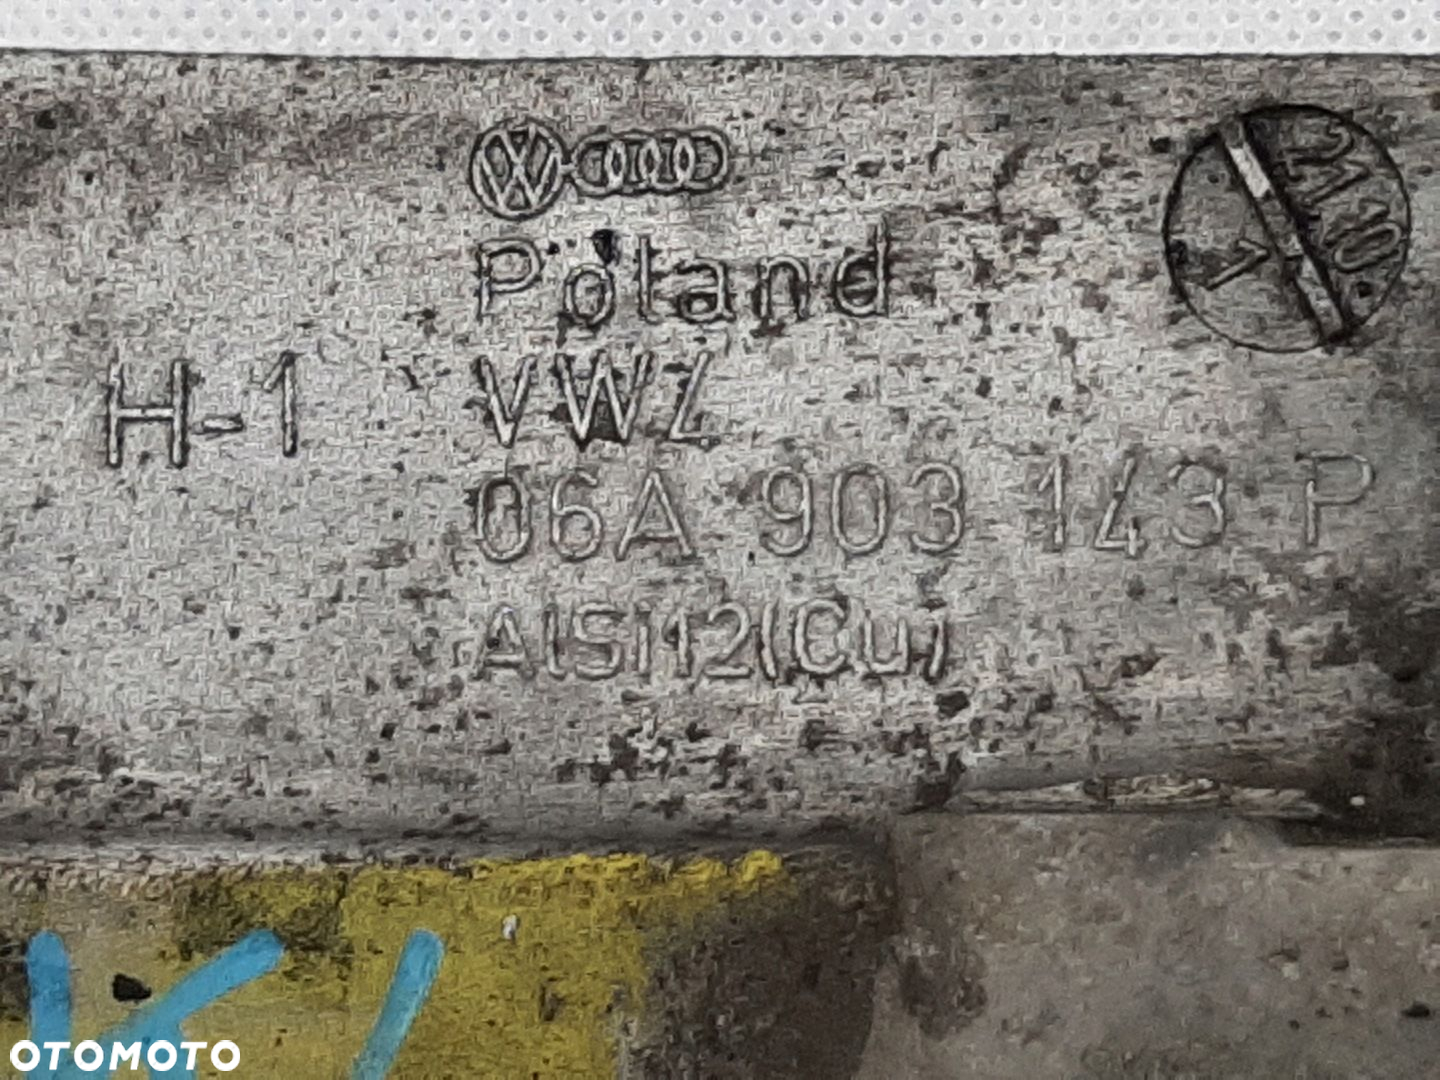 Poland
H-1
VWZ
06A 903 143 P
AlSi12(Cu)
OTOMOTO